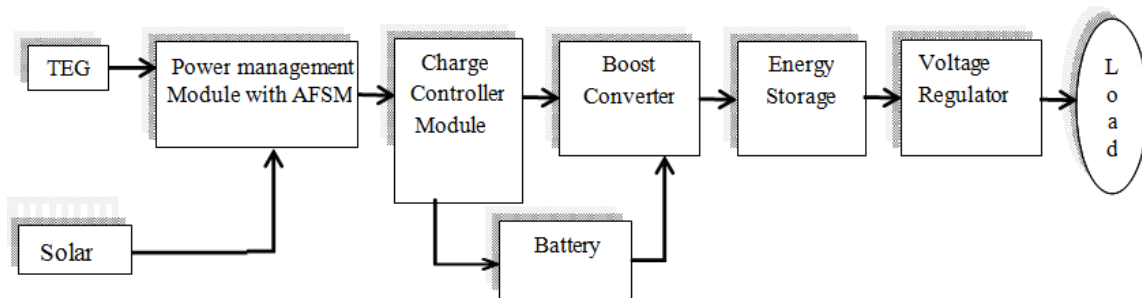 TEG
Power management
Module with AFSM
Charge
Controller
Module
Boost
Converter
Energy
Storage
Voltage
Regulator
L
o
a
d
Solar
Battery